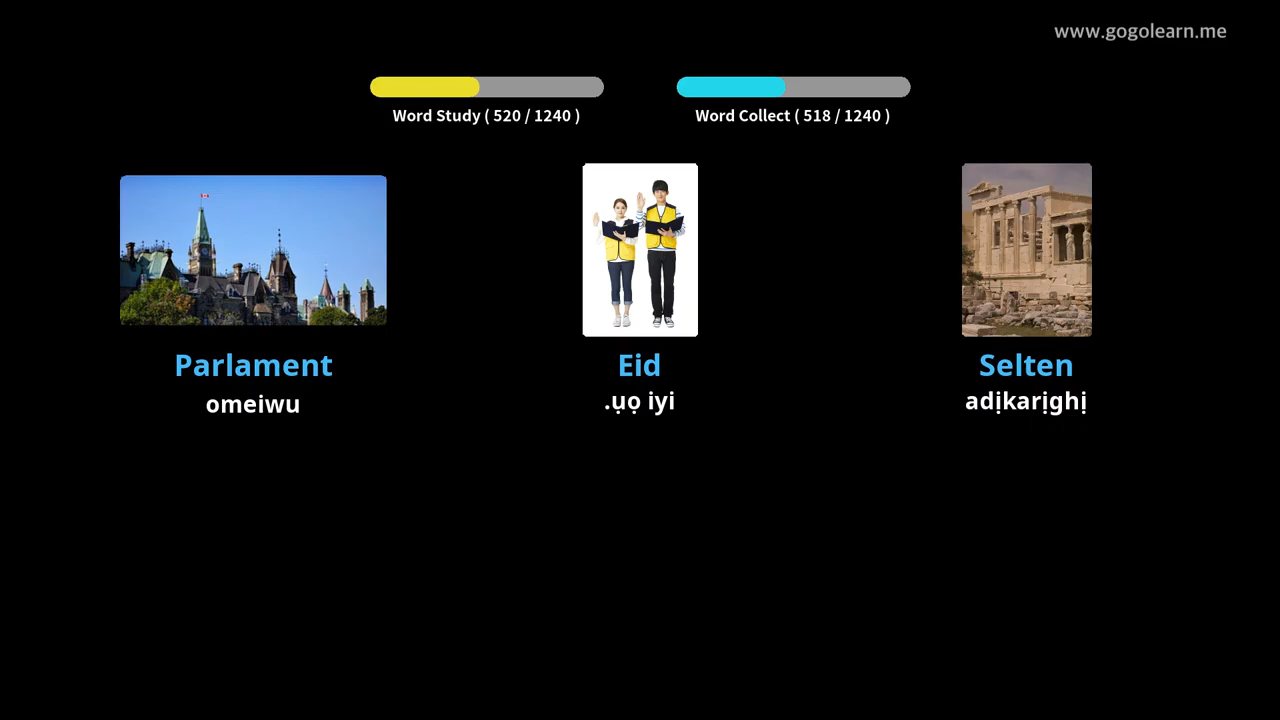 www.gogolearn.me
Word Study ( 520 / 1240 )
Word Collect ( 518 / 1240 )
Parlament
omeiwu
Eid
.ụọ iyi
Selten
adịkarịghị